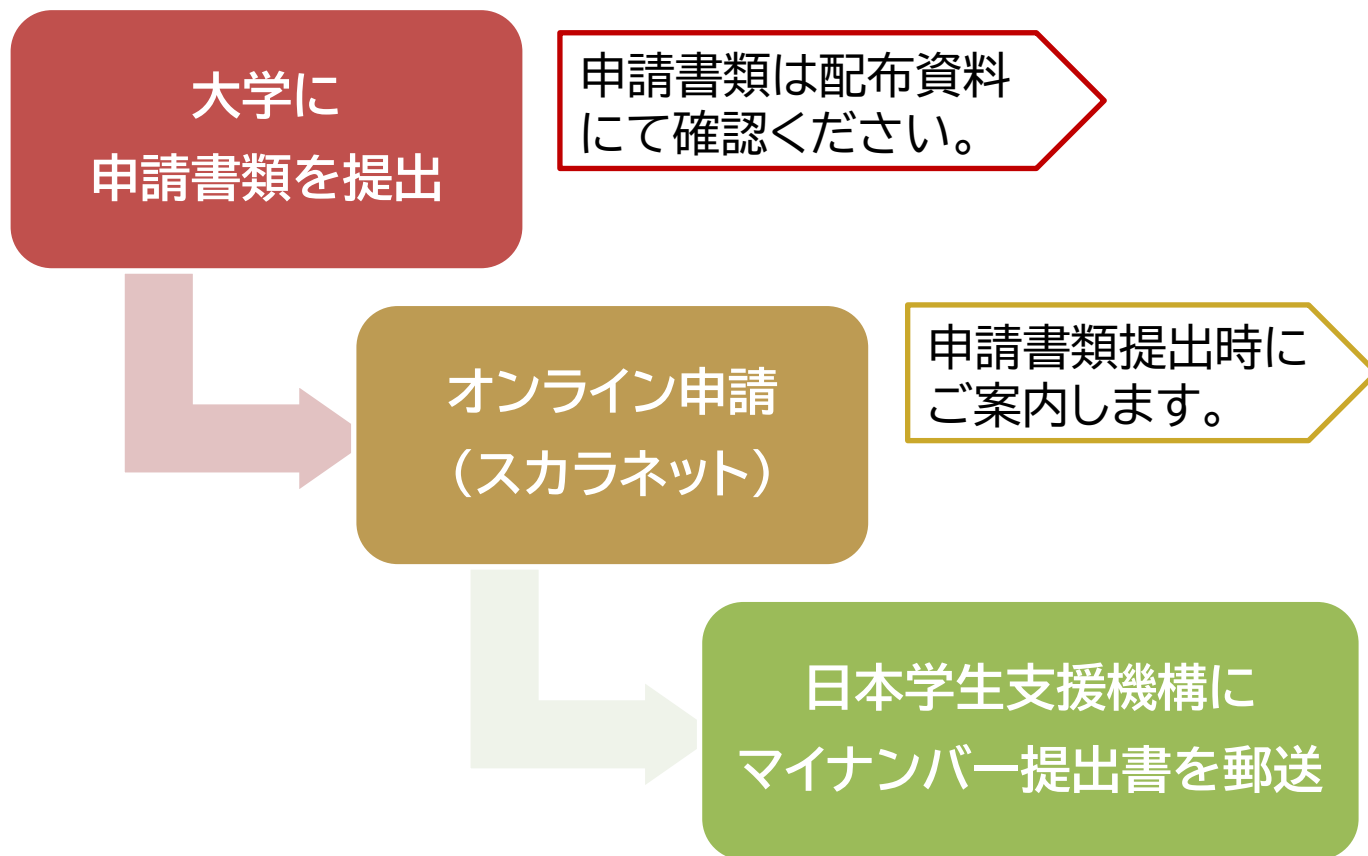 大学に
申請書類を提出
申請書類は配布資料
にて確認ください。
オンライン申請
（スカラネット）
申請書類提出時に
ご案内します。
日本学生支援機構に
マイナンバー提出書を郵送